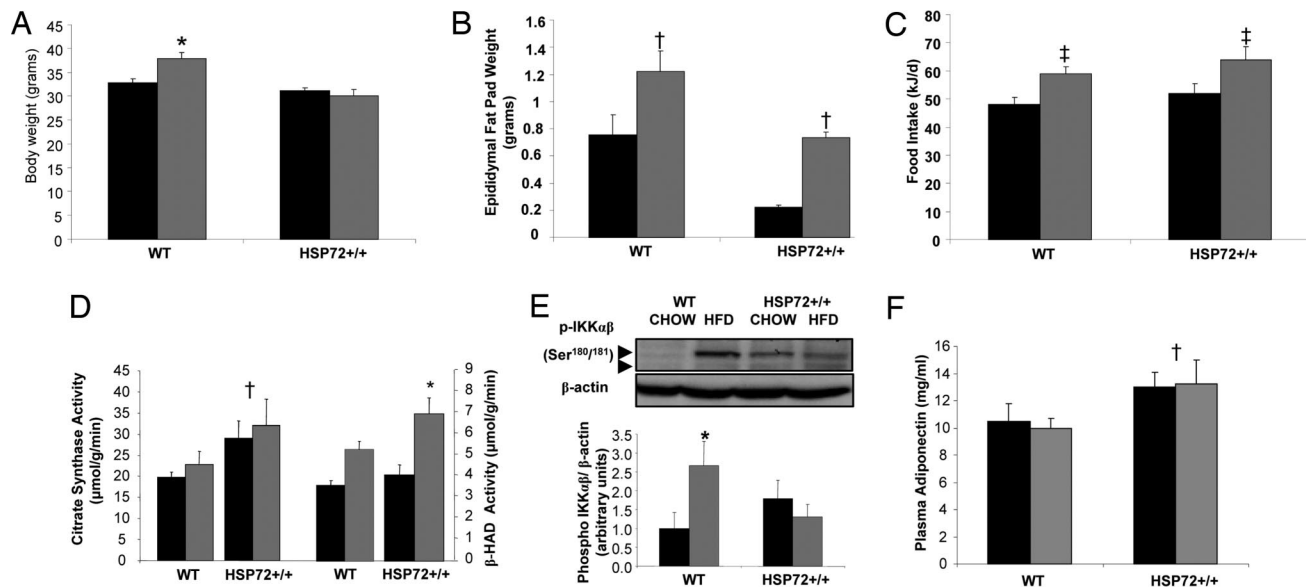 A
Body weight (grams)
45
40
35
30
25
20
15
10
5
0
*
WT
HSP72+/+
B
Epididymal Fat Pad Weight
(grams)
1.6
1.4
1.2
1.0
0.8
0.6
0.4
0.2
0
†
†
WT
HSP72+/+
C
Food Intake (kJ/d)
80
70
60
50
40
30
20
10
0
‡
‡
WT
HSP72+/+
D
Citrate Synthase Activity
(µmol/g/min)
45
40
35
30
25
20
15
10
5
0
†
*
9
8
7
6
5
4
3
2
1
0
β-HAD Activity (µmol/g/min)
WT
HSP72+/+
WT
HSP72+/+
E
WT
HSP72+/+
CHOW
HFD
CHOW
HFD
p-IKKαβ
(Ser180/181)
β-actin
Phospho IKKαβ/ β-actin
(arbitrary units)
3.5
3.0
2.5
2.0
1.5
1.0
0.5
0.0
*
WT
HSP72+/+
F
Plasma Adiponectin (mg/ml)
16
14
12
10
8
6
4
2
0
†
WT
HSP72+/+